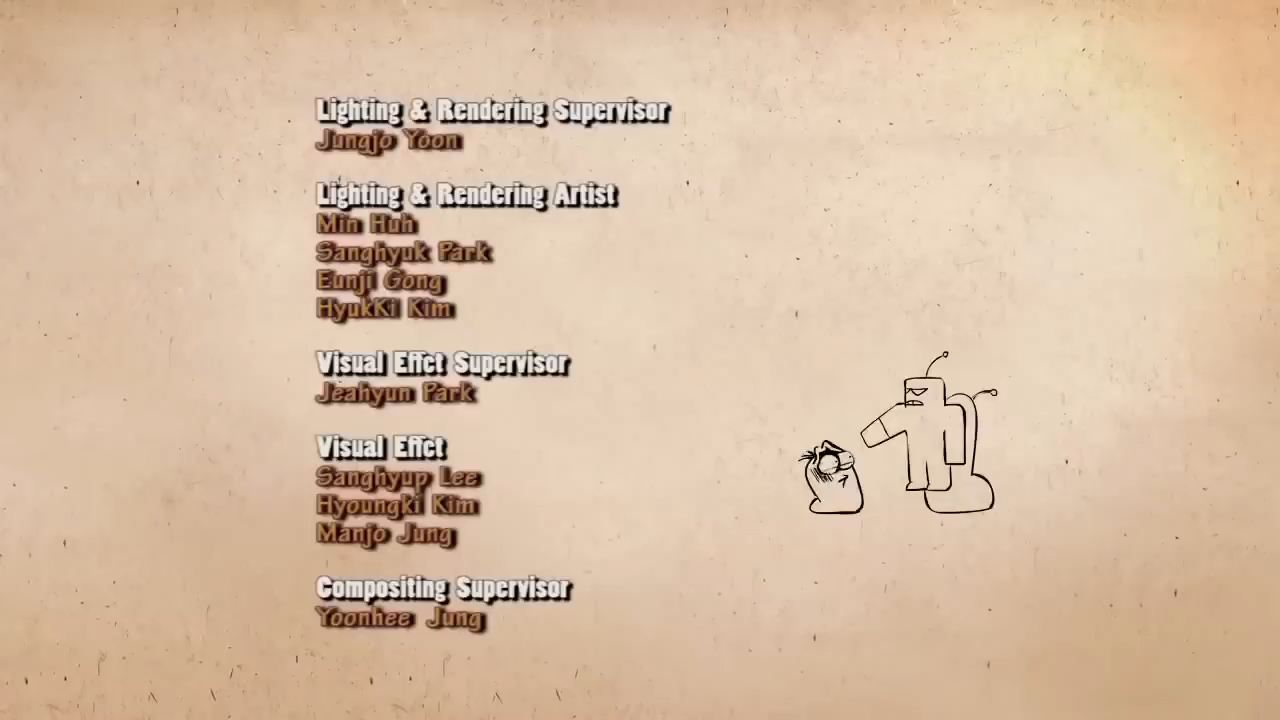 Lighting & Rendering Supervisor
Jungjo Yoon
Lighting & Rendering Artist
Min Huh
Sanghyuk Park
Eunji Gong
HyukKi Kim
Visual Effct Supervisor
Jeahyun Park
Visual Effct
Sanghyup Lee
Hyoungki Kim
Manjo Jung
Compositing Supervisor
Yoonhee Jung